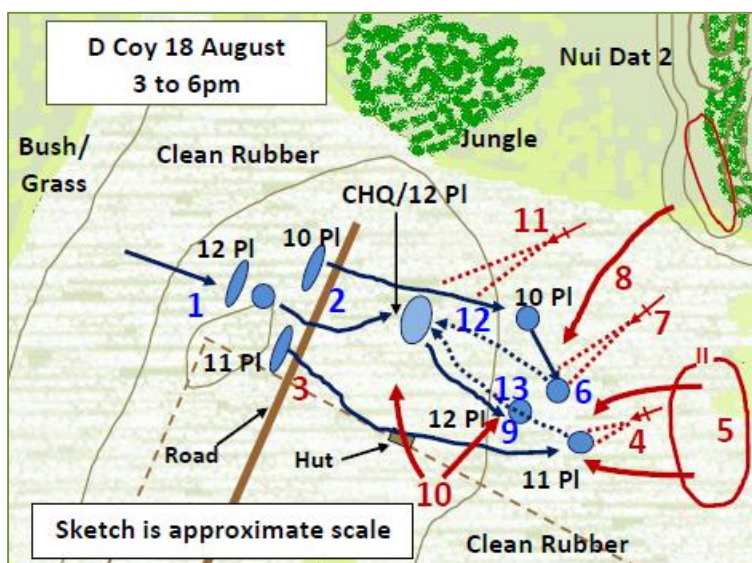 D Coy 18 August
3 to 6pm
Nui Dat 2
Bush/
Grass
Clean Rubber
Jungle
CHQ/12 Pl
11
12 Pl
10 Pl
8
1
2
10 Pl
7
12
11 Pl
3
13
6
II
12 Pl
9
4
5
Road
Hut
10
11 Pl
Sketch is approximate scale
Clean Rubber